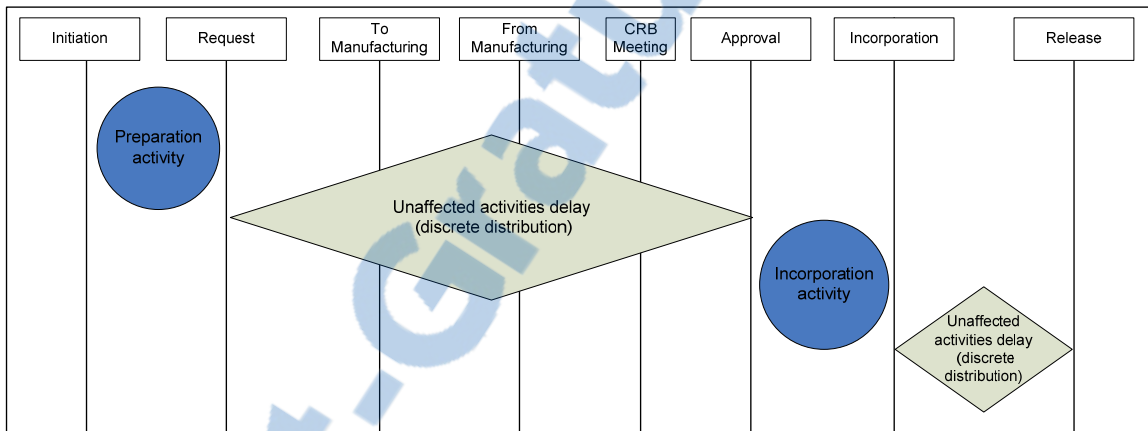 Initiation
Request
To
Manufacturing
From
Manufacturing
CRB
Meeting
Approval
Incorporation
Release
Preparation
activity
Unaffected activities delay
(discrete distribution)
Incorporation
activity
Unaffected
activities delay
(discrete
distribution)